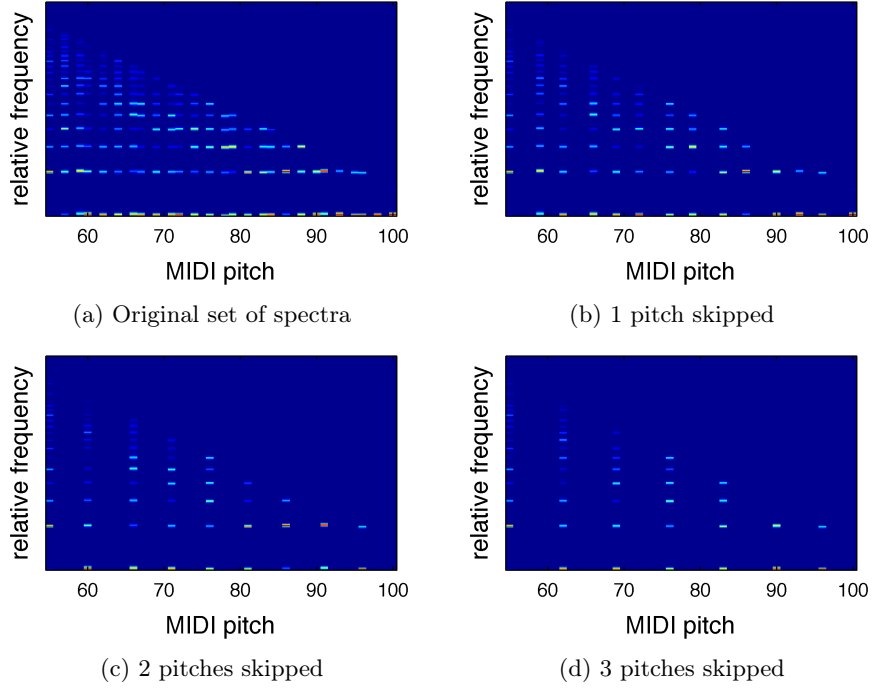 relative frequency
60 70 80 90 100
MIDI pitch
(a) Original set of spectra
relative frequency
60 70 80 90 100
MIDI pitch
(b) 1 pitch skipped
relative frequency
60 70 80 90 100
MIDI pitch
(c) 2 pitches skipped
relative frequency
60 70 80 90 100
MIDI pitch
(d) 3 pitches skipped